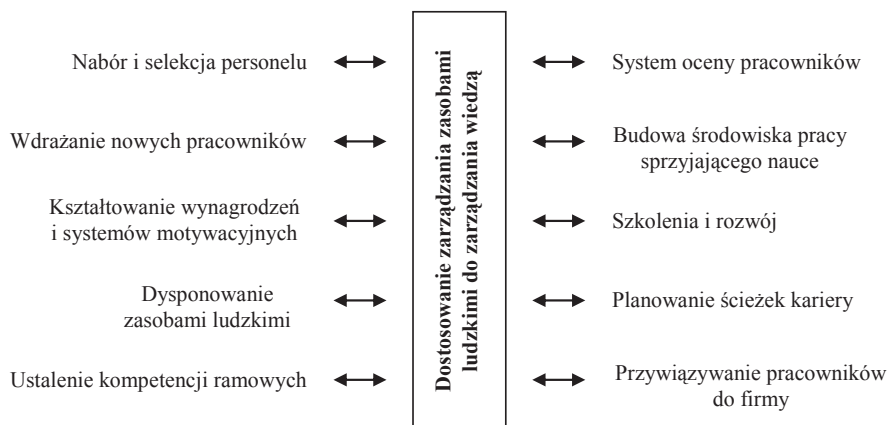 Nabór i selekcja personelu
Wdrażanie nowych pracowników
Kształtowanie wynagrodzeń
i systemów motywacyjnych
Dysponowanie
zasobami ludzkimi
Ustalenie kompetencji ramowych
Dostosowanie zarządzania zasobami
ludzkimi do zarządzania wiedzą
System oceny pracowników
Budowa środowiska pracy
sprzyjającego nauce
Szkolenia i rozwój
Planowanie ścieżek kariery
Przywiązywanie pracowników
do firmy